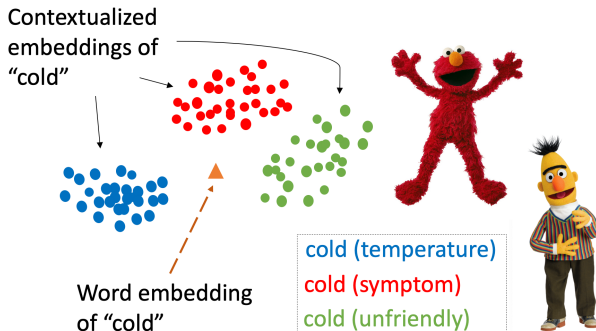 Contextualized
embeddings of
“cold”
Word embedding
of “cold”
cold (temperature)
cold (symptom)
cold (unfriendly)